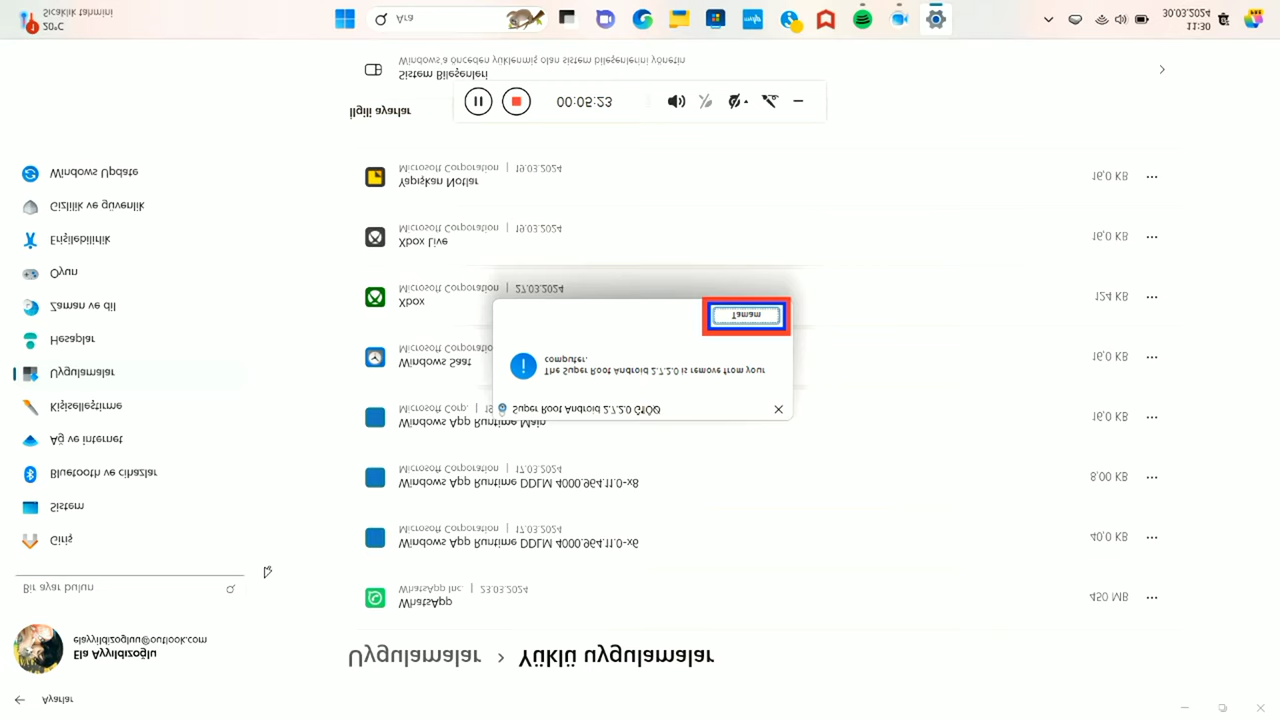 Ayarlar
Ela Ayyıldızoğlu
elayyildizogluu@outlook.com
Bir ayar bulun
Giriş
Sistem
Bluetooth ve cihazlar
Ağ ve internet
Kişiselleştirme
Uygulamalar
Hesaplar
Zaman ve dil
Oyun
Erişilebilirlik
Gizlilik ve güvenlik
Windows Update
Uygulamalar › Yüklü uygulamalar
WhatsApp
WhatsApp Inc. | 23.03.2024
450 MB
Windows App Runtime DDLM 4000.964.11.0-x6
Microsoft Corporation | 17.03.2024
40,0 KB
Windows App Runtime DDLM 4000.964.11.0-x8
Microsoft Corporation | 17.03.2024
8,00 KB
Windows App Runtime Main
Microsoft Corp. | 19
16,0 KB
Windows Saat
Microsoft Corporatio
16,0 KB
Xbox
Microsoft Corporation | 27.03.2024
124 KB
Xbox Live
Microsoft Corporation | 19.03.2024
16,0 KB
Yapışkan Notlar
Microsoft Corporation | 19.03.2024
16,0 KB
Super Root Android 2.7.2.0
The Super Root Android 2.7.2.0 is remove from your
computer.
Tamam
00:05:23
İlgili ayarlar
Sistem Bileşenleri
Windows'a önceden yüklenmiş olan sistem bileşenlerini yönetin
20°C
Sıcaklık tahmini
Ara
11:30
30.03.2024